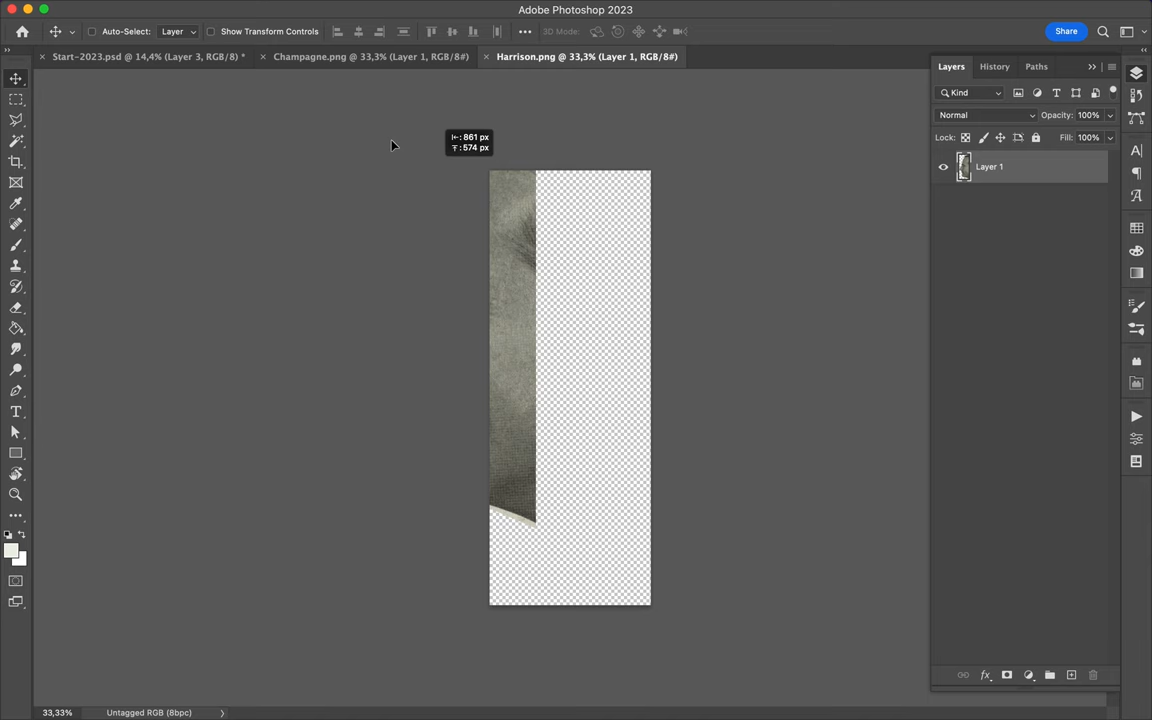 Adobe Photoshop 2023
Auto-Select: Layer Show Transform Controls 3D Mode: Share
Start-2023.psd @ 14,4% (Layer 3, RGB/8) * Champagne.png @ 33,3% (Layer 1, RGB/8#) Harrison.png @ 33,3% (Layer 1, RGB/8#)
Layers History Paths
Kind
Normal Opacity: 100%
Lock: Fill: 100%
: 861 px
: 574 px
Layer 1
33,33% Untagged RGB (8bpc)